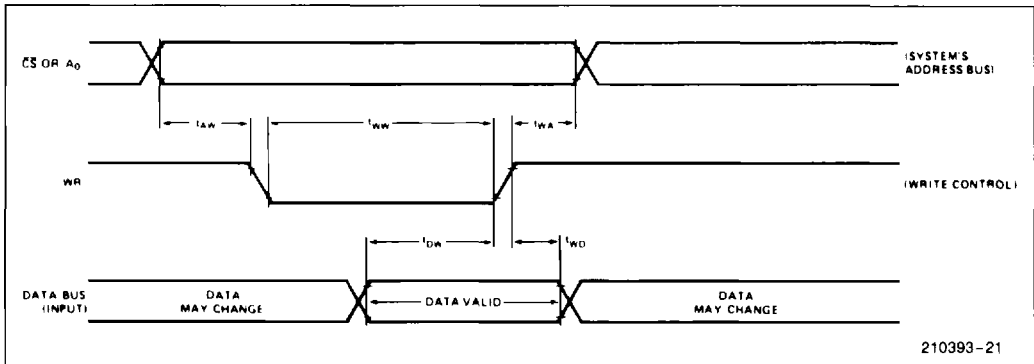 CS OR A0
(SYSTEM'S
ADDRESS BUS)
tAW
tWW
tWA
WR
(WRITE CONTROL)
tDW
tWD
DATA BUS
(INPUT)
DATA
MAY CHANGE
DATA VALID
DATA
MAY CHANGE
210393-21